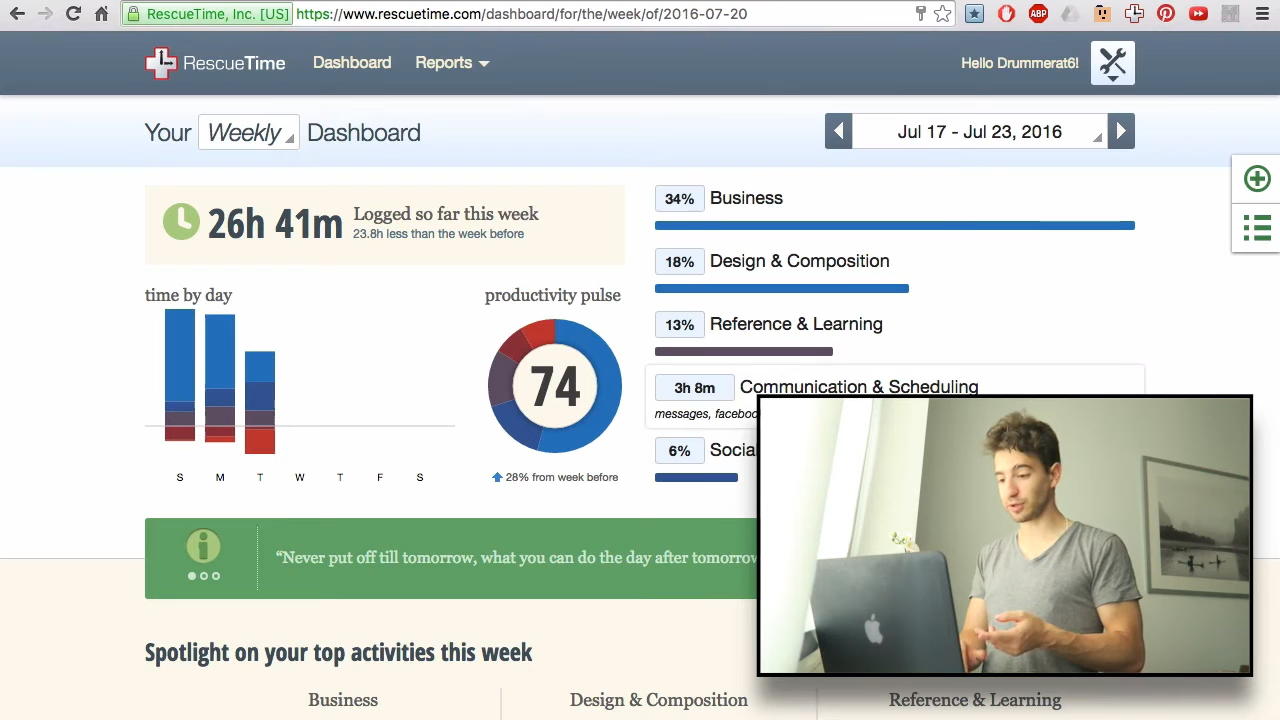 RescueTime, Inc. [US]
https://www.rescuetime.com/dashboard/for/the/week/of/2016-07-20
ABP
RescueTime
Dashboard
Reports
Hello Drummerat6!
Your Weekly Dashboard
Jul 17 - Jul 23, 2016
26h 41m
Logged so far this week
23.8h less than the week before
34% Business
18% Design & Composition
13% Reference & Learning
3h 8m Communication & Scheduling
messages, faceboo
6% Social
time by day
S M T W T F S
productivity pulse
74
28% from week before
“Never put off till tomorrow, what you can do the day after tomorrow
Spotlight on your top activities this week
Business
Design & Composition
Reference & Learning